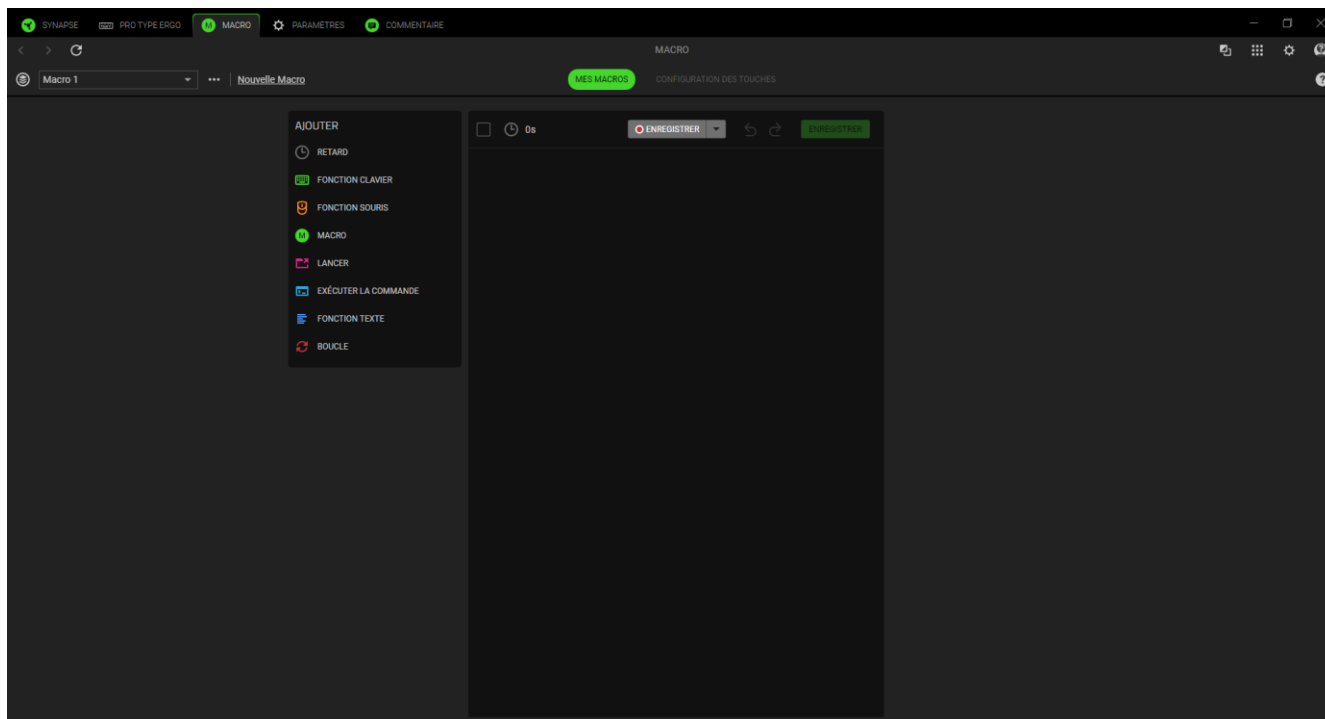 SYNAPSE PRO TYPE ERGO M MACRO PARAMÈTRES COMMENTAIRE
MACRO
Macro 1 Nouvelle Macro MES MACROS CONFIGURATION DES TOUCHES
AJOUTER
0s ENREGISTRER ENREGISTRER
RETARD
FONCTION CLAVIER
FONCTION SOURIS
M MACRO
LANCER
EXÉCUTER LA COMMANDE
FONCTION TEXTE
BOUCLE